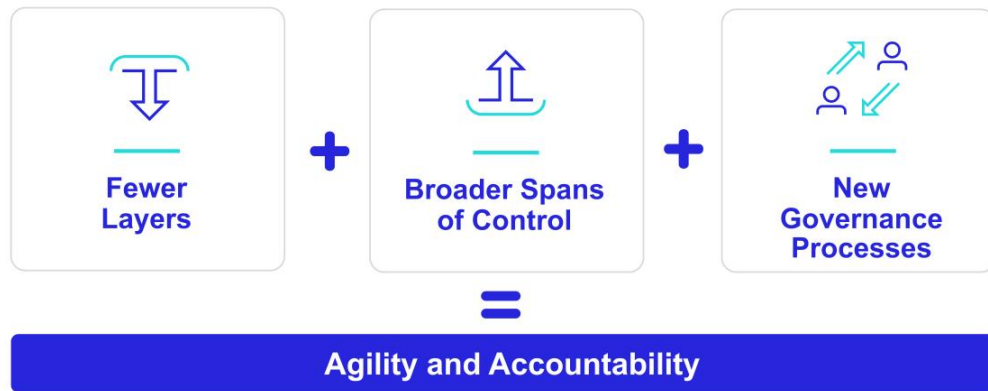 Fewer
Layers
+
Broader Spans
of Control
+
New
Governance
Processes
=
Agility and Accountability